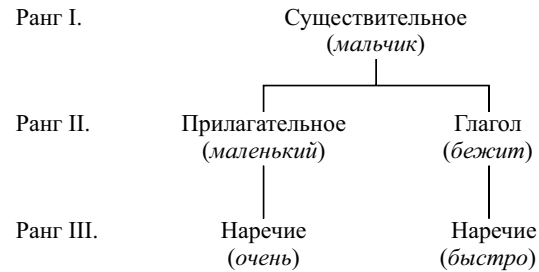 Ранг I. Существительное
(мальчик)
Ранг II. Прилагательное Глагол
(маленький) (бежит)
Ранг III. Наречие Наречие
(очень) (быстро)